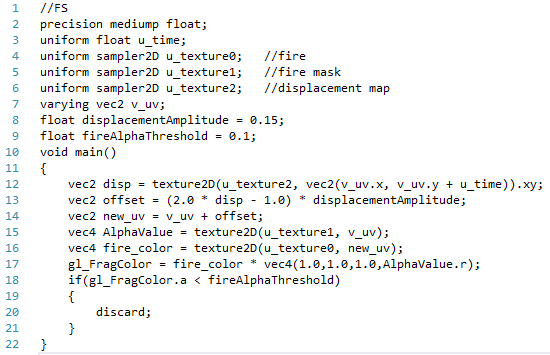 1 //FS
2 precision mediump float;
3 uniform float u_time;
4 uniform sampler2D u_texture0;   //fire
5 uniform sampler2D u_texture1;   //fire mask
6 uniform sampler2D u_texture2;   //displacement map
7 varying vec2 v_uv;
8 float displacementAmplitude = 0.15;
9 float fireAlphaThreshold = 0.1;
10 void main()
11 {
12     vec2 disp = texture2D(u_texture2, vec2(v_uv.x, v_uv.y + u_time)).xy;
13     vec2 offset = (2.0 * disp - 1.0) * displacementAmplitude;
14     vec2 new_uv = v_uv + offset;
15     vec4 AlphaValue = texture2D(u_texture1, v_uv);
16     vec4 fire_color = texture2D(u_texture0, new_uv);
17     gl_FragColor = fire_color * vec4(1.0,1.0,1.0,AlphaValue.r);
18     if(gl_FragColor.a < fireAlphaThreshold)
19     {
20         discard;
21     }
22 }